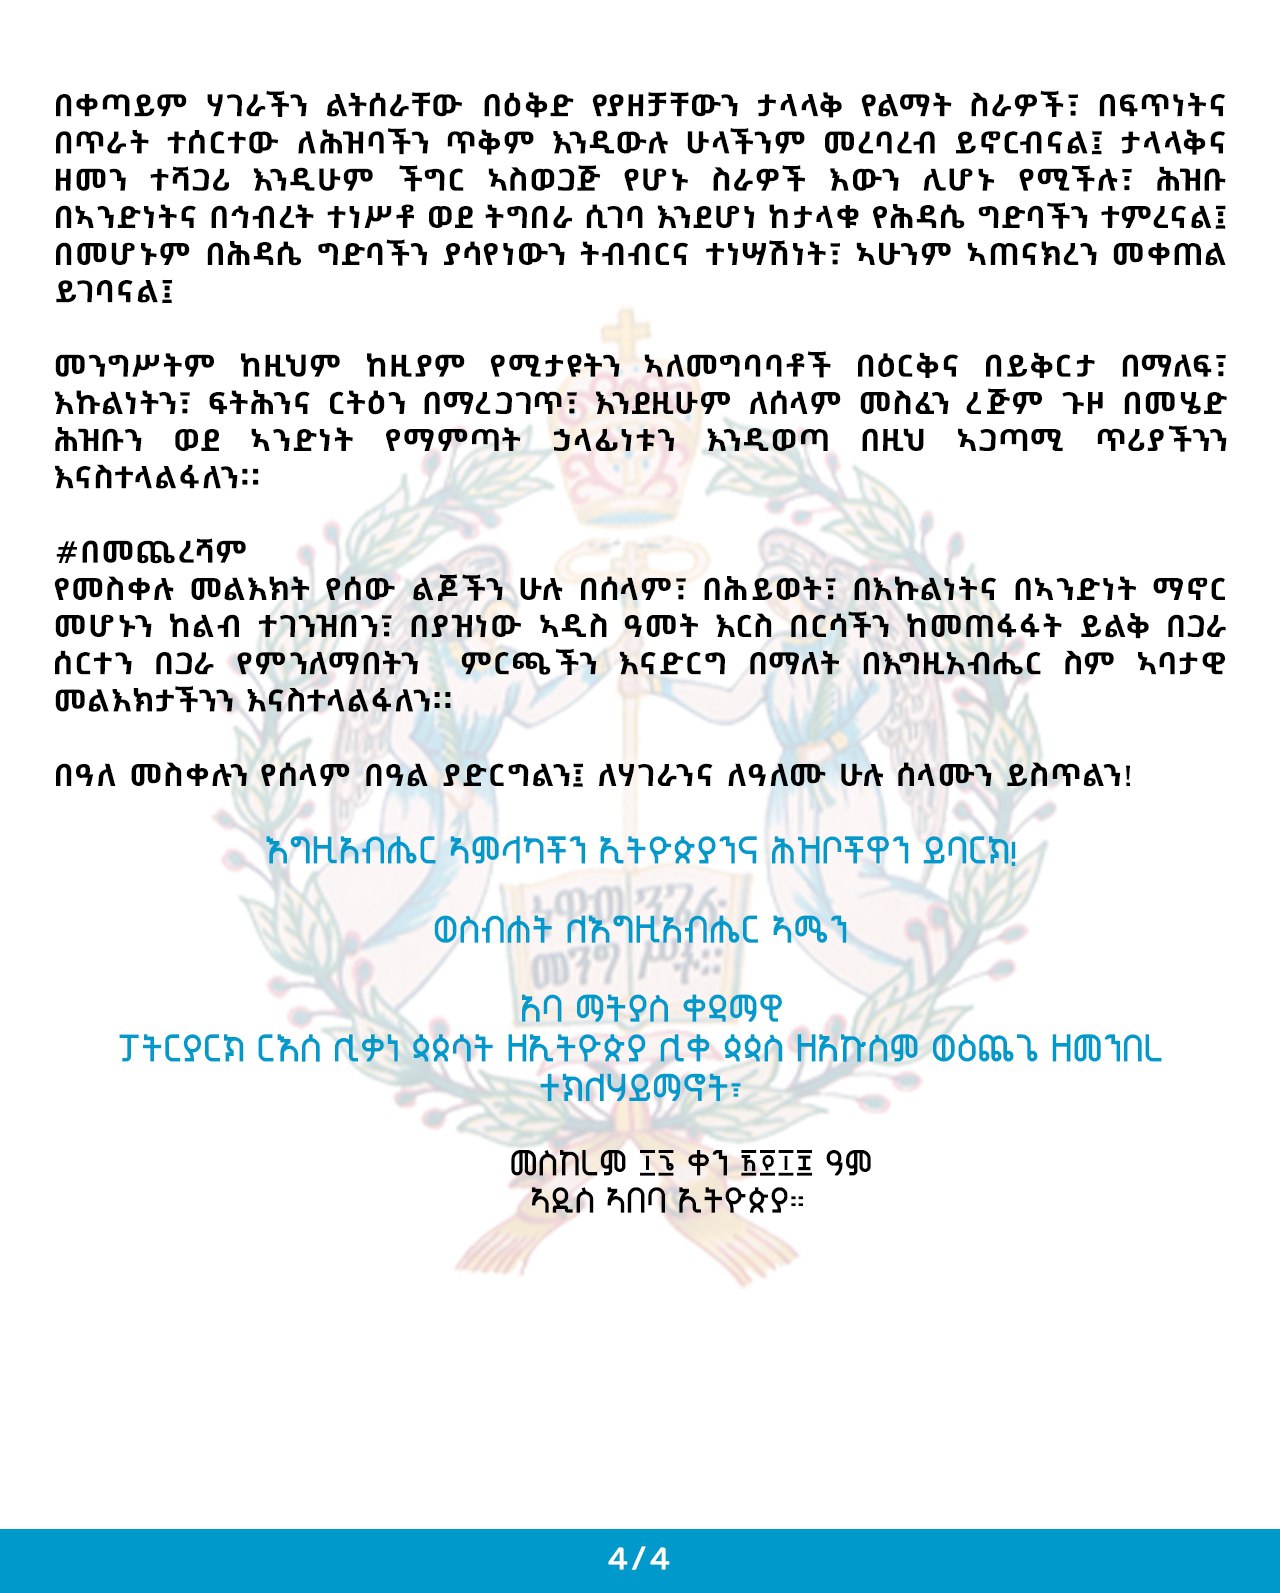 በቀጣይም ሃገራችን ልትሰራቸው በዕቅድ የያዘቻቸውን ታላላቅ የልማት ስራዎች፣ በፍጥነትና
በጥራት ተሰርተው ለሕዝባችን ጥቅም እንዲውሉ ሁላችንም መረባረብ ይኖርብናል፤ ታላላቅና
ዘመን ተሻጋሪ እንዲሁም ችግር ኣስወጋጅ የሆኑ ስራዎች እውን ሊሆኑ የሚችሉ፣ ሕዝቡ
በኣንድነትና በኅብረት ተነሥቶ ወደ ትግበራ ሲገባ እንደሆነ ከታላቁ የሕዳሴ ግድባችን ተምረናል፤
በመሆኑም በሕዳሴ ግድባችን ያሳየነውን ትብብርና ተነሣሽነት፣ ኣሁንም ኣጠናክረን መቀጠል
ይገባናል፤
መንግሥትም ከዚህም ከዚያም የሚታዩትን ኣለመግባባቶች በዕርቅና በይቅርታ በማለፍ፣
እኩልነትን፣ ፍትሕንና ርትዕን በማረጋገጥ፣ እንደዚሁም ለሰላም መስፈን ረጅም ጉዞ በመሄድ
ሕዝቡን ወደ ኣንድነት የማምጣት ኃላፊነቱን እንዲወጣ በዚህ ኣጋጣሚ ጥሪያችንን
እናስተላልፋለን።
#በመጨረሻም
የመስቀሉ መልእክት የሰው ልጆችን ሁሉ በሰላም፣ በሕይወት፣ በእኩልነትና በኣንድነት ማኖር
መሆኑን ከልብ ተገንዝበን፣ በያዝነው ኣዲስ ዓመት እርስ በርሳችን ከመጠፋፋት ይልቅ በጋራ
ሰርተን በጋራ የምንለማበትን ምርጫችን እናድርግ በማለት በእግዚአብሔር ስም ኣባታዊ
መልእክታችንን እናስተላልፋለን።
በዓለ መስቀሉን የሰላም በዓል ያድርግልን፤ ለሃገራንና ለዓለሙ ሁሉ ሰላሙን ይስጥልን!
እግዚአብሔር ኣምላካችን ኢትዮጵያንና ሕዝቦችዋን ይባርክ!
ወስብሐት ለእግዚአብሔር ኣሜን
ነዋወ ንጉሡ
መንግሥት።
አባ ማትያስ ቀዳማዊ
ፓትርያርክ ርእሰ ሊቃነ ጳጳሳት ዘኢትዮጵያ ሊቀ ጳጳስ ዘአኩስም ወዕጨጌ ዘመንበረ
ተክለሃይማኖት፣
መስከረም ፲፮ ቀን ፳፻፲፰ ዓም
ኣዲስ ኣበባ ኢትዮጵያ።
4/4